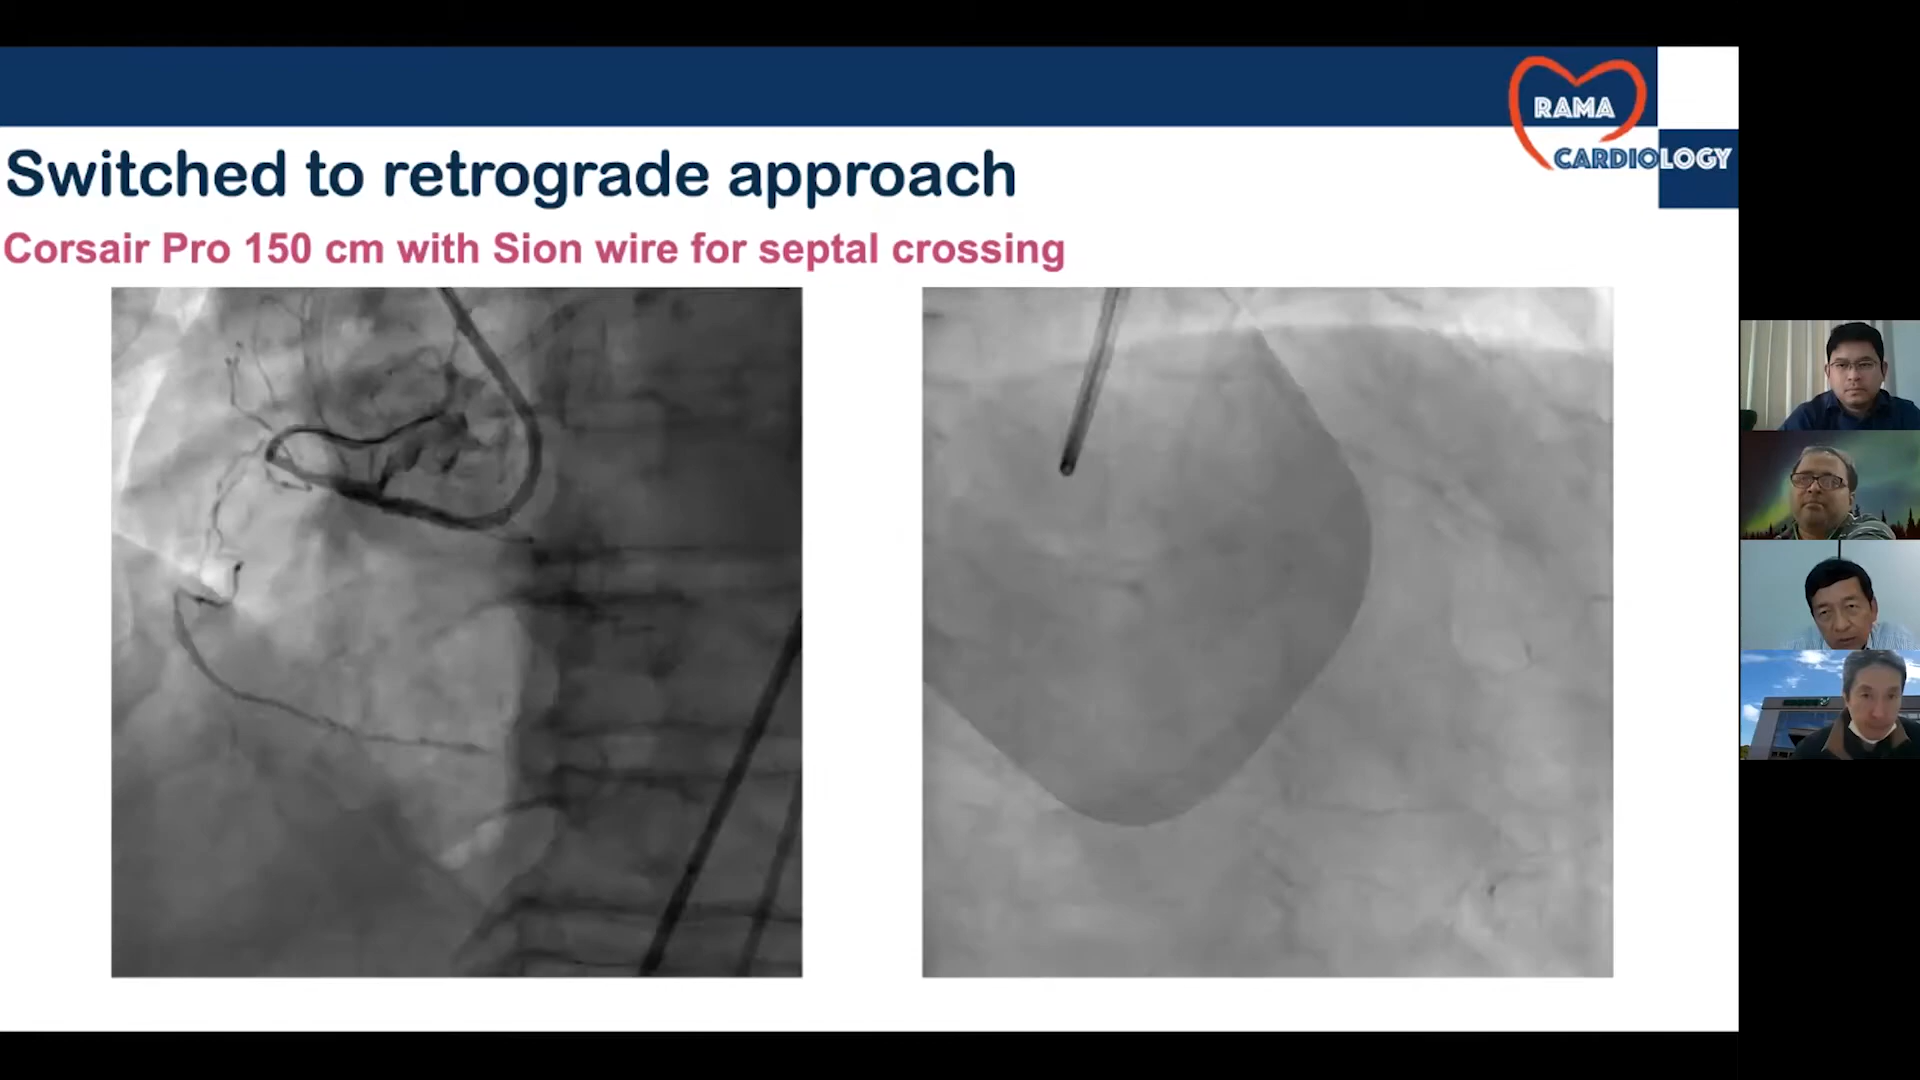 RAMA
CARDIOLOGY
Switched to retrograde approach
Corsair Pro 150 cm with Sion wire for septal crossing